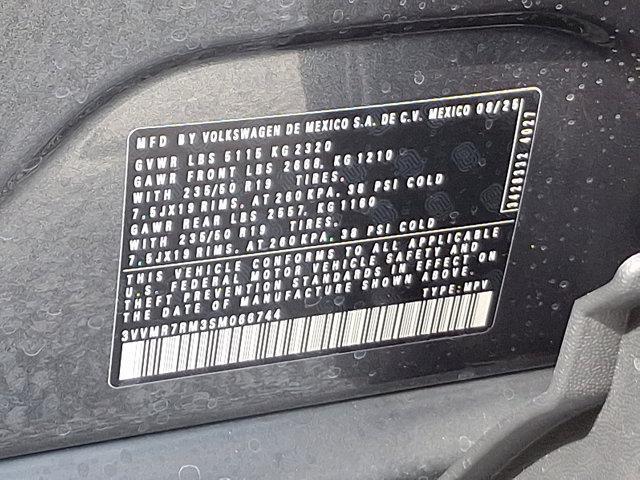 MFD BY VOLKSWAGEN DE MEXICO S.A. DE C.V. MEXICO 03/25
GVWR LBS 5115 KG 2320
GAWR FRONT LBS 2668, KG 1210
WITH 235/50 R19 TIRES.
7.5JX19 RIMS. AT 260 KPA. 38 PSI COLD
GAWR REAR LBS 2557, KG 1160
WITH 235/50 R19 TIRES.
7.5JX19 RIMS. AT 260 KPA. 38 PSI COLD
THIS VEHICLE CONFORMS TO ALL APPLICABLE
U.S. FEDERAL MOTOR VEHICLE SAFETY AND
THEFT PREVENTION STANDARDS IN EFFECT ON
THE DATE OF MANUFACTURE SHOWN ABOVE.
3VVMR7RM3SM066744 TYPE: MPV
4027